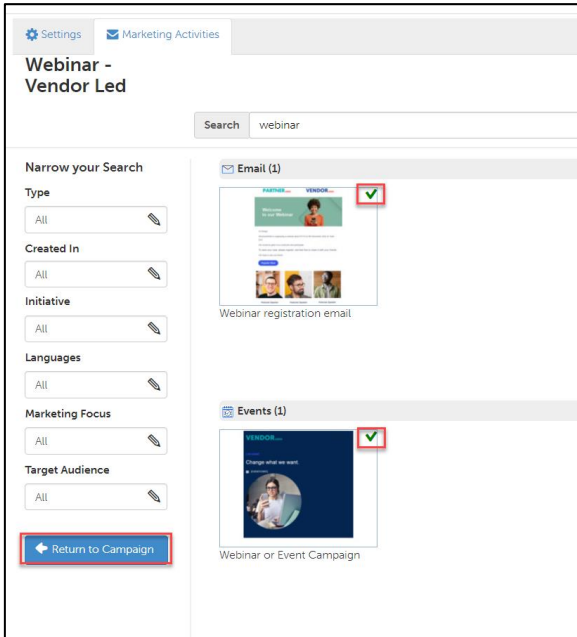 Settings
Marketing Activities
Webinar -
Vendor Led
Search webinar
Narrow your Search
Type
All
Created In
All
Initiative
All
Languages
All
Marketing Focus
All
Target Audience
All
Return to Campaign
Email (1)
PARTNER VENDOR
Welcome
to our Webinar
Webinar registration email
Events (1)
VENDOR
Change what we want.
Webinar or Event Campaign